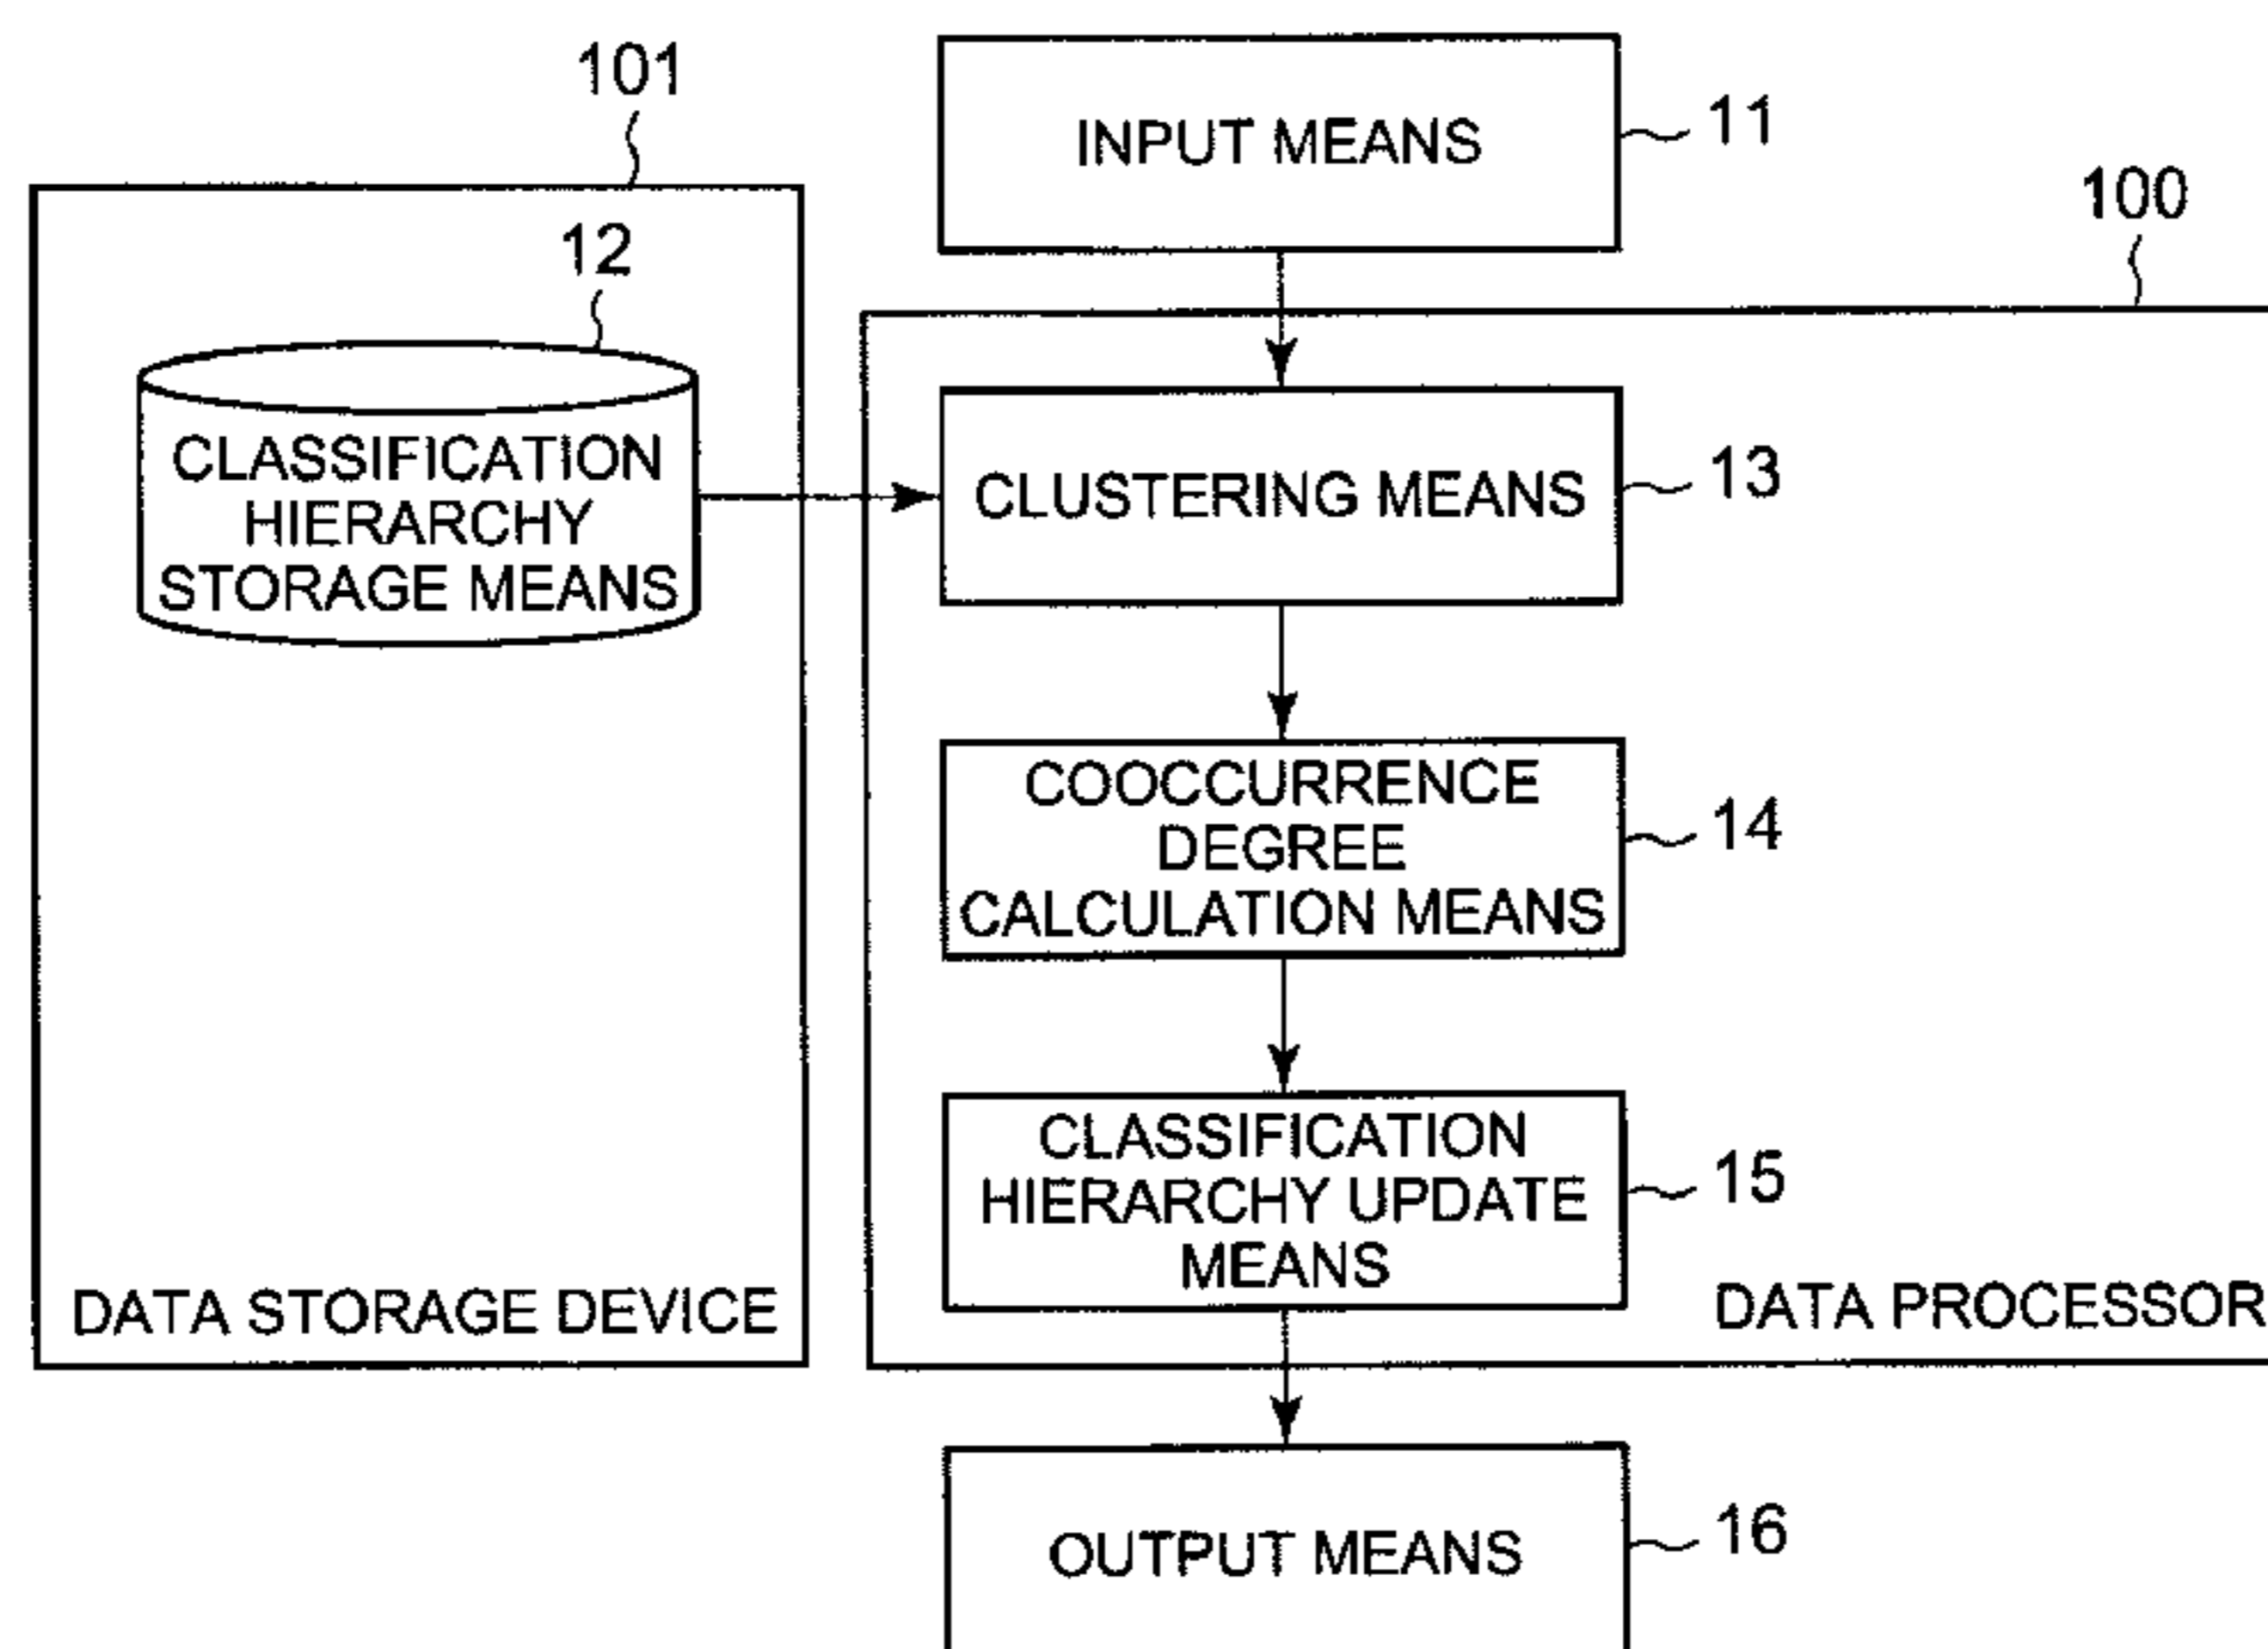 101
INPUT MEANS
11
100
12
CLASSIFICATION
HIERARCHY
STORAGE MEANS
CLUSTERING MEANS
13
COOCCURRENCE
DEGREE
CALCULATION MEANS
14
CLASSIFICATION
HIERARCHY UPDATE
MEANS
15
DATA STORAGE DEVICE
DATA PROCESSOR
OUTPUT MEANS
16